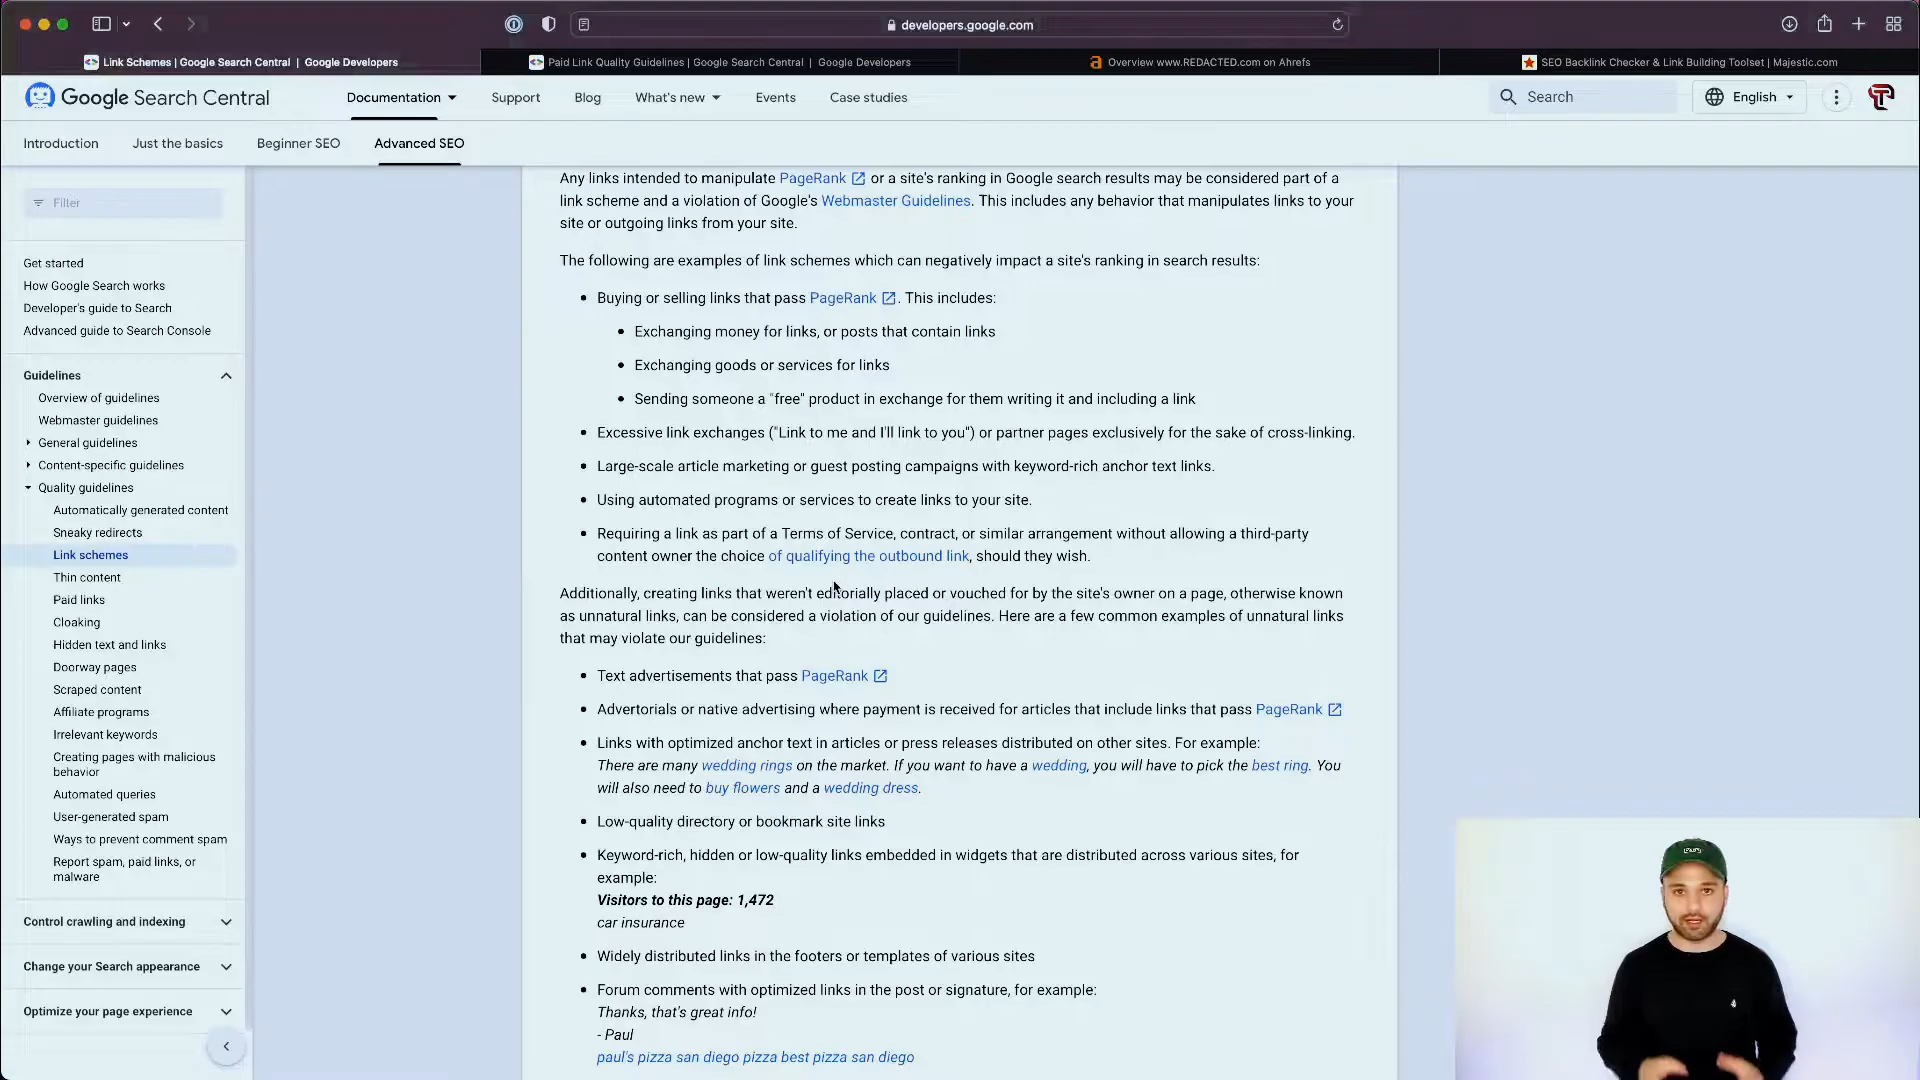 developers.google.com
Link Schemes | Google Search Central | Google Developers
Paid Link Quality Guidelines | Google Search Central | Google Developers
Overview www.REDACTED.com on Ahrefs
SEO Backlink Checker & Link Building Toolset | Majestic.com
Google Search Central
Documentation
Support
Blog
What's new
Events
Case studies
Search
English
Introduction
Just the basics
Beginner SEO
Advanced SEO
Filter
Get started
How Google Search works
Developer's guide to Search
Advanced guide to Search Console
Guidelines
Overview of guidelines
Webmaster guidelines
General guidelines
Content-specific guidelines
Quality guidelines
Automatically generated content
Sneaky redirects
Link schemes
Thin content
Paid links
Cloaking
Hidden text and links
Doorway pages
Scraped content
Affiliate programs
Irrelevant keywords
Creating pages with malicious
behavior
Automated queries
User-generated spam
Ways to prevent comment spam
Report spam, paid links, or
malware
Control crawling and indexing
Change your Search appearance
Optimize your page experience
Any links intended to manipulate PageRank or a site's ranking in Google search results may be considered part of a
link scheme and a violation of Google's Webmaster Guidelines. This includes any behavior that manipulates links to your
site or outgoing links from your site.
The following are examples of link schemes which can negatively impact a site's ranking in search results:
• Buying or selling links that pass PageRank . This includes:
• Exchanging money for links, or posts that contain links
• Exchanging goods or services for links
• Sending someone a "free" product in exchange for them writing it and including a link
• Excessive link exchanges ("Link to me and I'll link to you") or partner pages exclusively for the sake of cross-linking.
• Large-scale article marketing or guest posting campaigns with keyword-rich anchor text links.
• Using automated programs or services to create links to your site.
• Requiring a link as part of a Terms of Service, contract, or similar arrangement without allowing a third-party
content owner the choice of qualifying the outbound link, should they wish.
Additionally, creating links that weren't editorially placed or vouched for by the site's owner on a page, otherwise known
as unnatural links, can be considered a violation of our guidelines. Here are a few common examples of unnatural links
that may violate our guidelines:
• Text advertisements that pass PageRank
• Advertorials or native advertising where payment is received for articles that include links that pass PageRank
• Links with optimized anchor text in articles or press releases distributed on other sites. For example:
There are many wedding rings on the market. If you want to have a wedding, you will have to pick the best ring. You
will also need to buy flowers and a wedding dress.
• Low-quality directory or bookmark site links
• Keyword-rich, hidden or low-quality links embedded in widgets that are distributed across various sites, for
example:
Visitors to this page: 1,472
car insurance
• Widely distributed links in the footers or templates of various sites
• Forum comments with optimized links in the post or signature, for example:
Thanks, that's great info!
- Paul
paul's pizza san diego pizza best pizza san diego